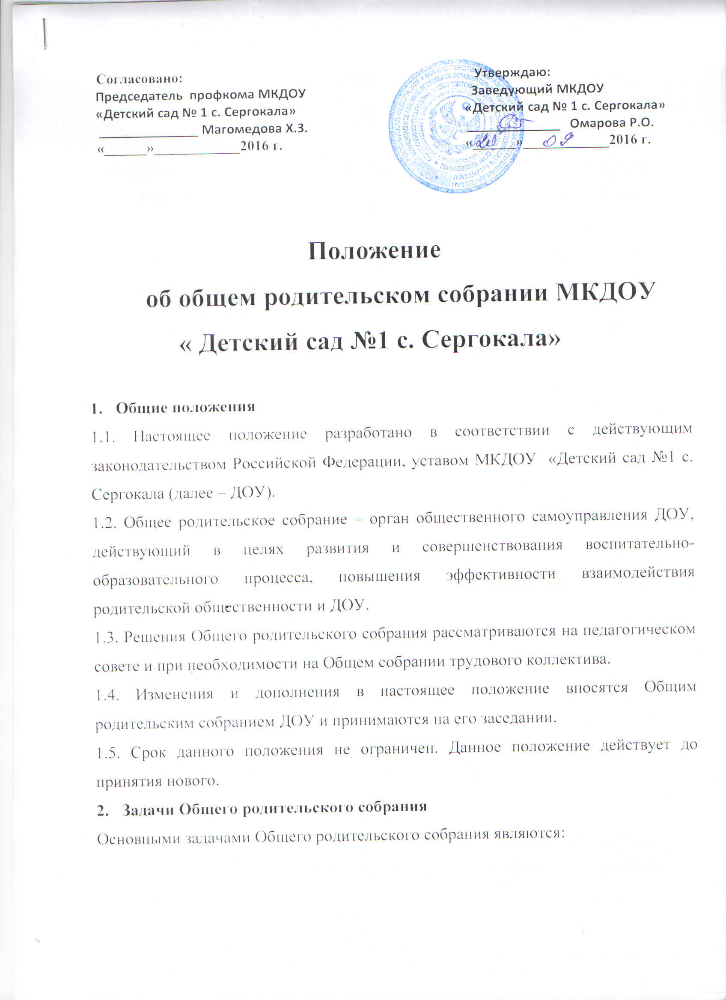 Согласовано:
Председатель профкома МКДОУ
«Детский сад № 1 с. Сергокала»
______________ Магомедова Х.З.
«______»____________2016 г.
Утверждаю:
Заведующий МКДОУ
«Детский сад № 1 с. Сергокала»
_____________ Омарова Р.О.
«______»09____________2016 г.
Положение
об общем родительском собрании МКДОУ
« Детский сад №1 с. Сергокала»
1. Общие положения
1.1. Настоящее положение разработано в соответствии с действующим
законодательством Российской Федерации, уставом МКДОУ «Детский сад №1 с.
Сергокала (далее – ДОУ).
1.2. Общее родительское собрание – орган общественного самоуправления ДОУ,
действующий в целях развития и совершенствования воспитательно-
образовательного процесса, повышения эффективности взаимодействия
родительской общественности и ДОУ.
1.3. Решения Общего родительского собрания рассматриваются на педагогическом
совете и при необходимости на Общем собрании трудового коллектива.
1.4. Изменения и дополнения в настоящее положение вносятся Общим
родительским собранием ДОУ и принимаются на его заседании.
1.5. Срок данного положения не ограничен. Данное положение действует до
принятия нового.
2. Задачи Общего родительского собрания
Основными задачами Общего родительского собрания являются: